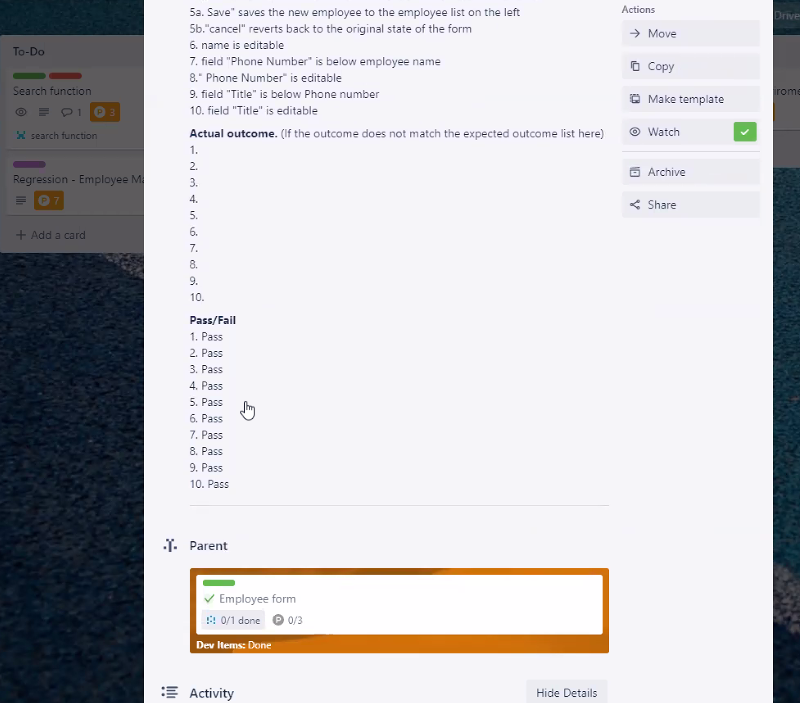 5a. Save" saves the new employee to the employee list on the left
5b."cancel" reverts back to the original state of the form
6. name is editable
7. field "Phone Number" is below employee name
8." Phone Number" is editable
9. field "Title" is below Phone number
10. field "Title" is editable
Actual outcome. (If the outcome does not match the expected outcome list here)
1.
2.
3.
4.
5.
6.
7.
8.
9.
10.
Pass/Fail
1. Pass
2. Pass
3. Pass
4. Pass
5. Pass
6. Pass
7. Pass
8. Pass
9. Pass
10. Pass
Parent
Employee form
0/1 done P 0/3
Dev Items: Done
Activity
Hide Details
Actions
Move
Copy
Make template
Watch
Archive
Share
To-Do
Search function
1 P 3
search function
Regression - Employee Ma
P 7
+ Add a card
Drive